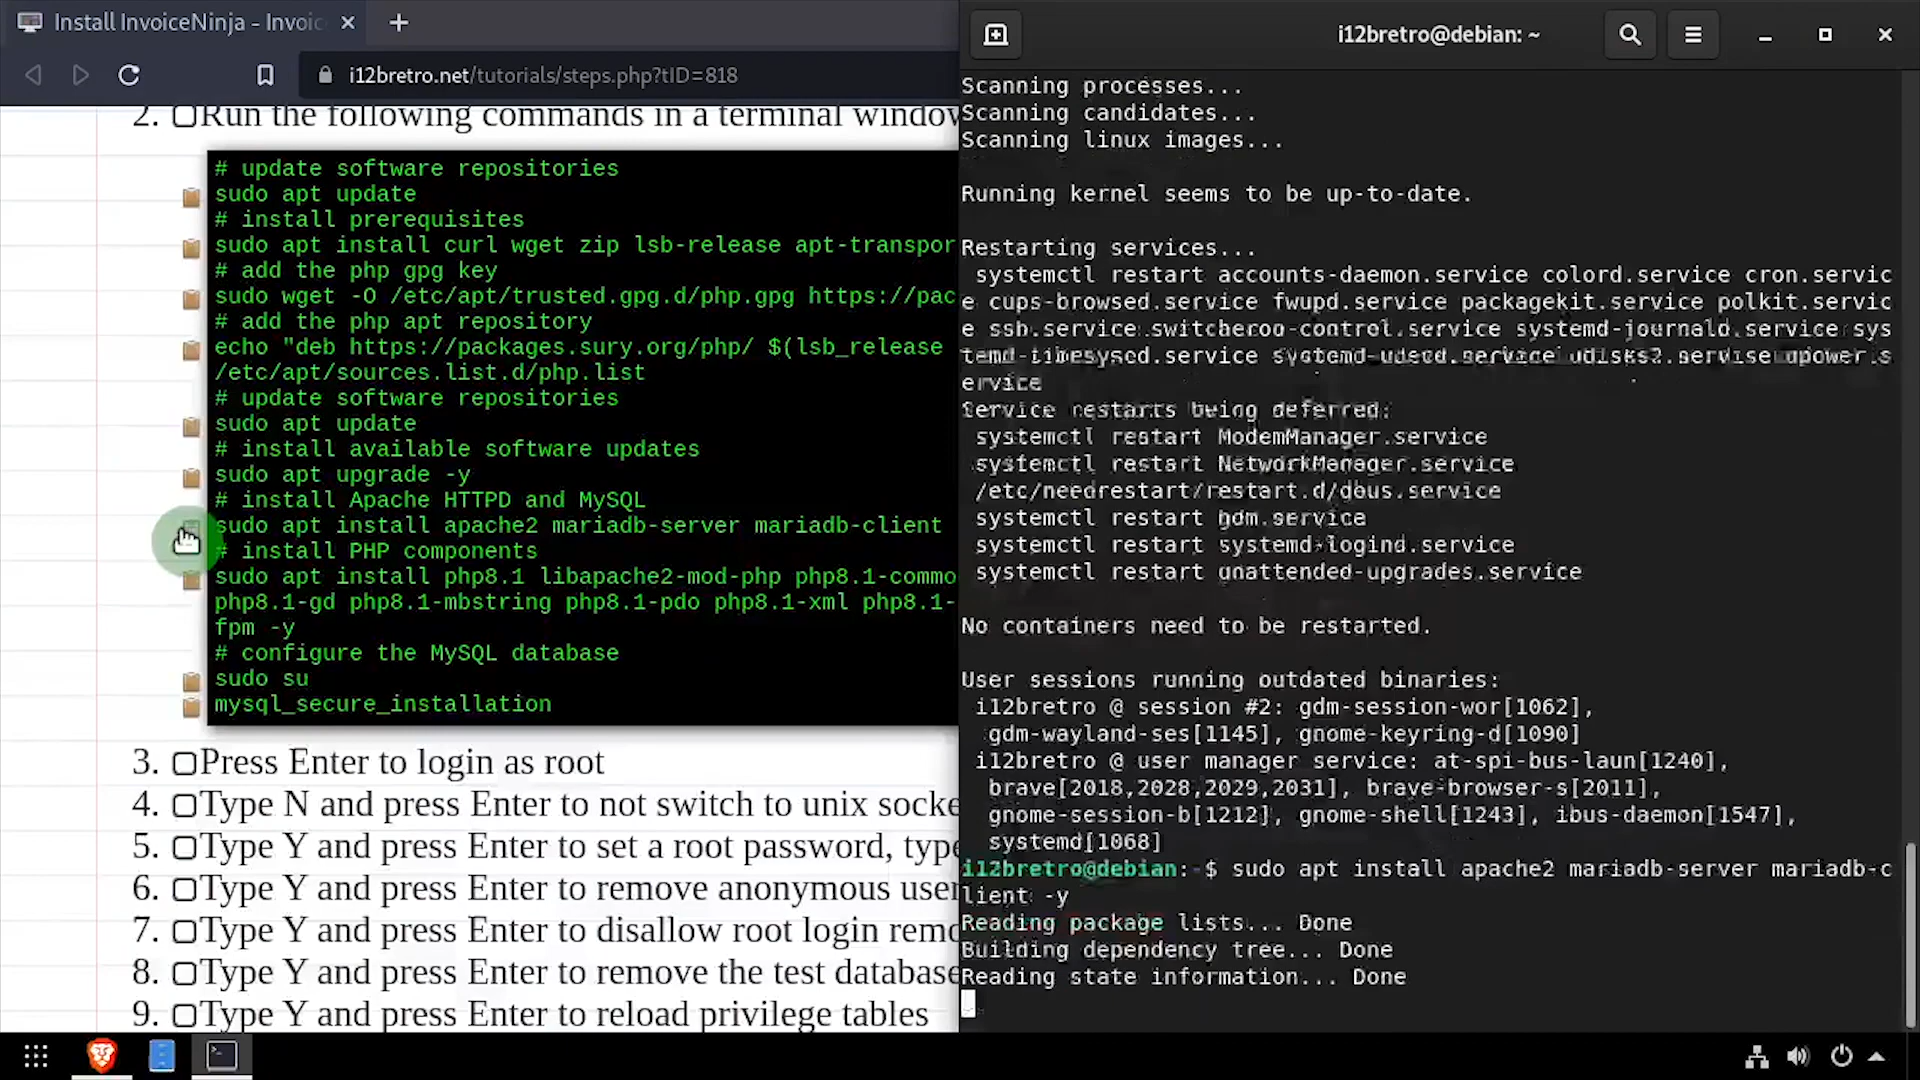 Install InvoiceNinja - Invoic
i12bretro.net/tutorials/steps.php?tID=818
2. Run the following commands in a terminal window
# update software repositories
sudo apt update
# install prerequisites
sudo apt install curl wget zip lsb-release apt-transpor
# add the php gpg key
sudo wget -O /etc/apt/trusted.gpg.d/php.gpg https://pac
# add the php apt repository
echo "deb https://packages.sury.org/php/ $(lsb_release
/etc/apt/sources.list.d/php.list
# update software repositories
sudo apt update
# install available software updates
sudo apt upgrade -y
# install Apache HTTPD and MySQL
sudo apt install apache2 mariadb-server mariadb-client
# install PHP components
sudo apt install php8.1 libapache2-mod-php php8.1-commo
php8.1-gd php8.1-mbstring php8.1-pdo php8.1-xml php8.1-
fpm -y
# configure the MySQL database
sudo su
mysql_secure_installation
3. Press Enter to login as root
4. Type N and press Enter to not switch to unix socke
5. Type Y and press Enter to set a root password, type
6. Type Y and press Enter to remove anonymous user
7. Type Y and press Enter to disallow root login remo
8. Type Y and press Enter to remove the test database
9. Type Y and press Enter to reload privilege tables
i12bretro@debian: ~
Scanning processes...
Scanning candidates...
Scanning linux images...
Running kernel seems to be up-to-date.
Restarting services...
systemctl restart accounts-daemon.service colord.service cron.servic
e cups-browsed.service fwupd.service packagekit.service polkit.servic
e ssh.service switcheroo-control.service systemd-journald.service sys
temd-timesyncd.service systemd-udevd.service udisks2.service upower.s
ervice
Service restarts being deferred:
systemctl restart ModemManager.service
systemctl restart NetworkManager.service
/etc/needrestart/restart.d/dbus.service
systemctl restart gdm.service
systemctl restart systemd-logind.service
systemctl restart unattended-upgrades.service
No containers need to be restarted.
User sessions running outdated binaries:
i12bretro @ session #2: gdm-session-wor[1062],
gdm-wayland-ses[1145], gnome-keyring-d[1090]
i12bretro @ user manager service: at-spi-bus-laun[1240],
brave[2018,2028,2029,2031], brave-browser-s[2011],
gnome-session-b[1212], gnome-shell[1243], ibus-daemon[1547],
systemd[1068]
i12bretro@debian:~$ sudo apt install apache2 mariadb-server mariadb-c
lient -y
Reading package lists... Done
Building dependency tree... Done
Reading state information... Done